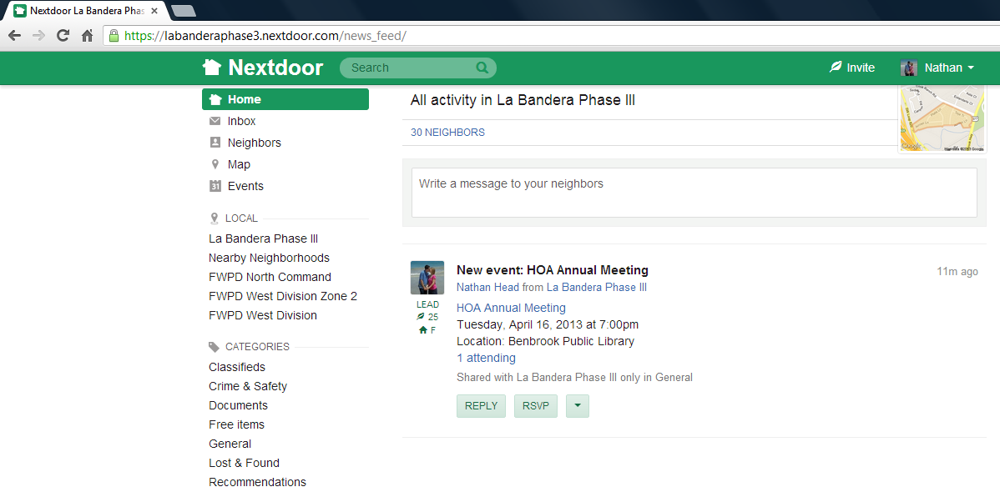 Nextdoor La Bandera Phas
https://labanderaphase3.nextdoor.com/news_feed/
Nextdoor
Search
Invite
Nathan
Home
Inbox
Neighbors
Map
31 Events
LOCAL
La Bandera Phase III
Nearby Neighborhoods
FWPD North Command
FWPD West Division Zone 2
FWPD West Division
CATEGORIES
Classifieds
Crime & Safety
Documents
Free items
General
Lost & Found
Recommendations
All activity in La Bandera Phase III
30 NEIGHBORS
Google
Write a message to your neighbors
New event: HOA Annual Meeting
11m ago
Nathan Head from La Bandera Phase III
LEAD
25
F
HOA Annual Meeting
Tuesday, April 16, 2013 at 7:00pm
Location: Benbrook Public Library
1 attending
Shared with La Bandera Phase III only in General
REPLY
RSVP